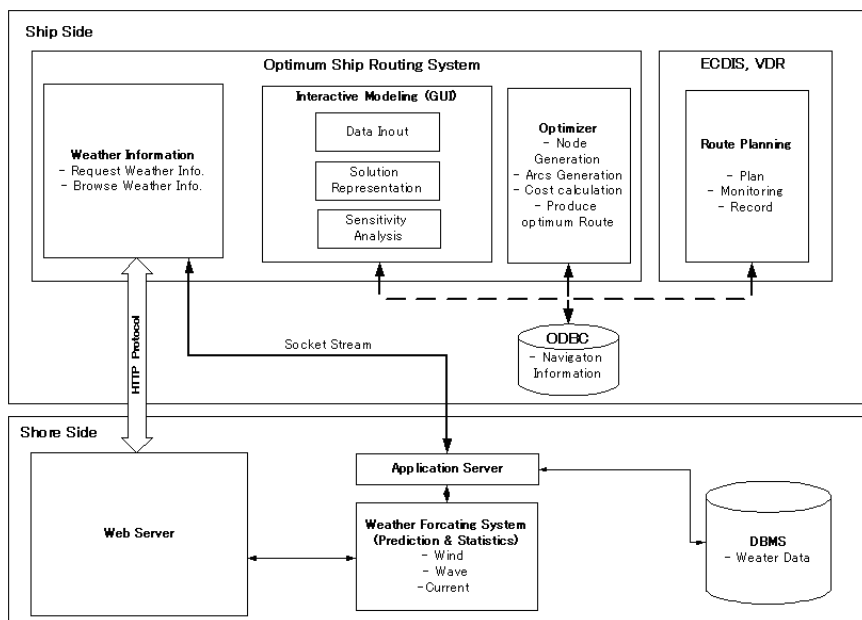 Ship Side
Optimum Ship Routing System
ECDIS, VDR
Weather Information
- Request Weather Info.
- Browse Weather Info.
Interactive Modeling (GUI)
Data Inout
Solution
Representation
Sensitivity
Analysis
Optimizer
- Node
Generation
- Arcs Generation
- Cost calculation
- Produce
optimum Route
Route Planning
- Plan
- Monitoring
- Record
HTTP Protocol
Socket Stream
ODBC
- Navigaton
Information
Shore Side
Web Server
Application Server
Weather Forcating System
(Prediction & Statistics)
- Wind
- Wave
-Current
DBMS
- Weater Data